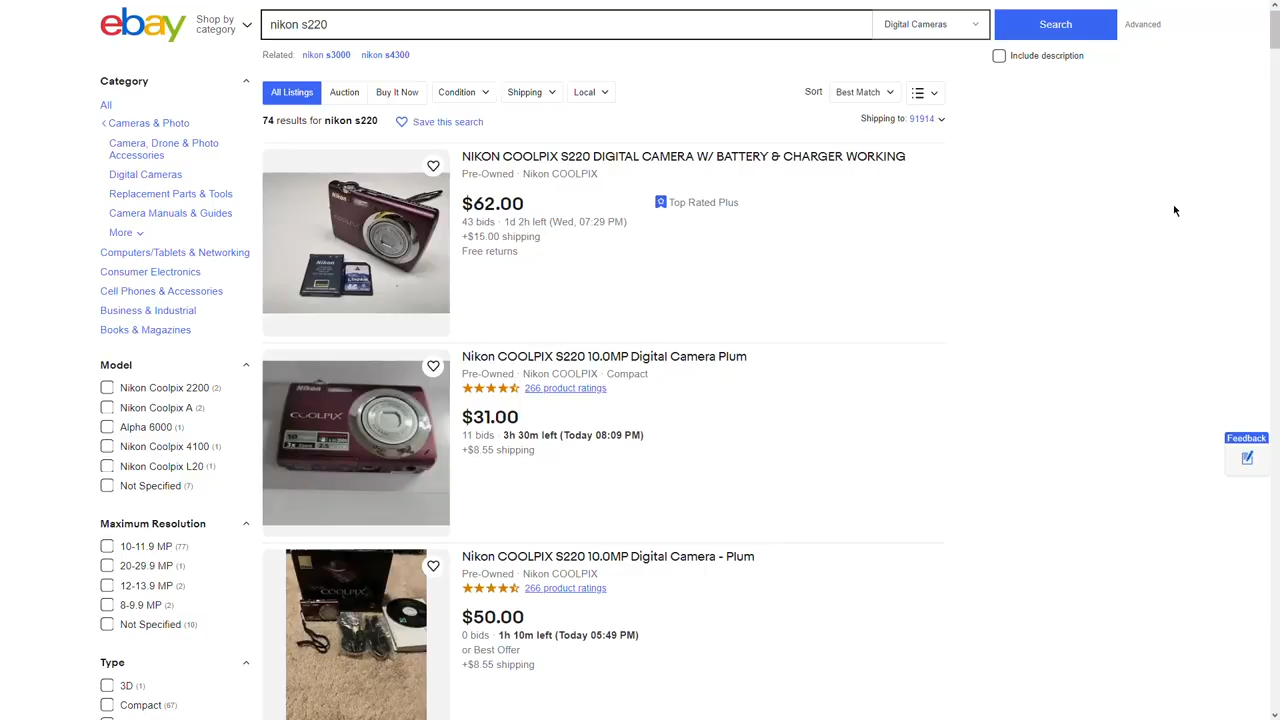 ebay
Shop by category
nikon s220
Digital Cameras
Search
Advanced
Related: nikon s3000 nikon s4300
Include description
Category
All
Cameras & Photo
Camera, Drone & Photo
Accessories
Digital Cameras
Replacement Parts & Tools
Camera Manuals & Guides
More
Computers/Tablets & Networking
Consumer Electronics
Cell Phones & Accessories
Business & Industrial
Books & Magazines
Model
Nikon Coolpix 2200 (2)
Nikon Coolpix A (2)
Alpha 6000 (1)
Nikon Coolpix 4100 (1)
Nikon Coolpix L20 (1)
Not Specified (7)
Maximum Resolution
10-11.9 MP (77)
20-29.9 MP (1)
12-13.9 MP (2)
8-9.9 MP (2)
Not Specified (10)
Type
3D (1)
Compact (67)
All Listings Auction Buy It Now Condition Shipping Local
Sort Best Match
74 results for nikon s220 Save this search
Shipping to: 91914
NIKON COOLPIX S220 DIGITAL CAMERA W/ BATTERY & CHARGER WORKING
Pre-Owned · Nikon COOLPIX
$62.00
Top Rated Plus
43 bids · 1d 2h left (Wed, 07:29 PM)
+$15.00 shipping
Free returns
Nikon
Nikon
Nikon COOLPIX S220 10.0MP Digital Camera Plum
Pre-Owned · Nikon COOLPIX · Compact
266 product ratings
$31.00
11 bids · 3h 30m left (Today 08:09 PM)
+$8.55 shipping
Nikon
COOLPIX
Nikon COOLPIX S220 10.0MP Digital Camera - Plum
Pre-Owned · Nikon COOLPIX
266 product ratings
$50.00
0 bids · 1h 10m left (Today 05:49 PM)
or Best Offer
+$8.55 shipping
COOLPIX
Feedback